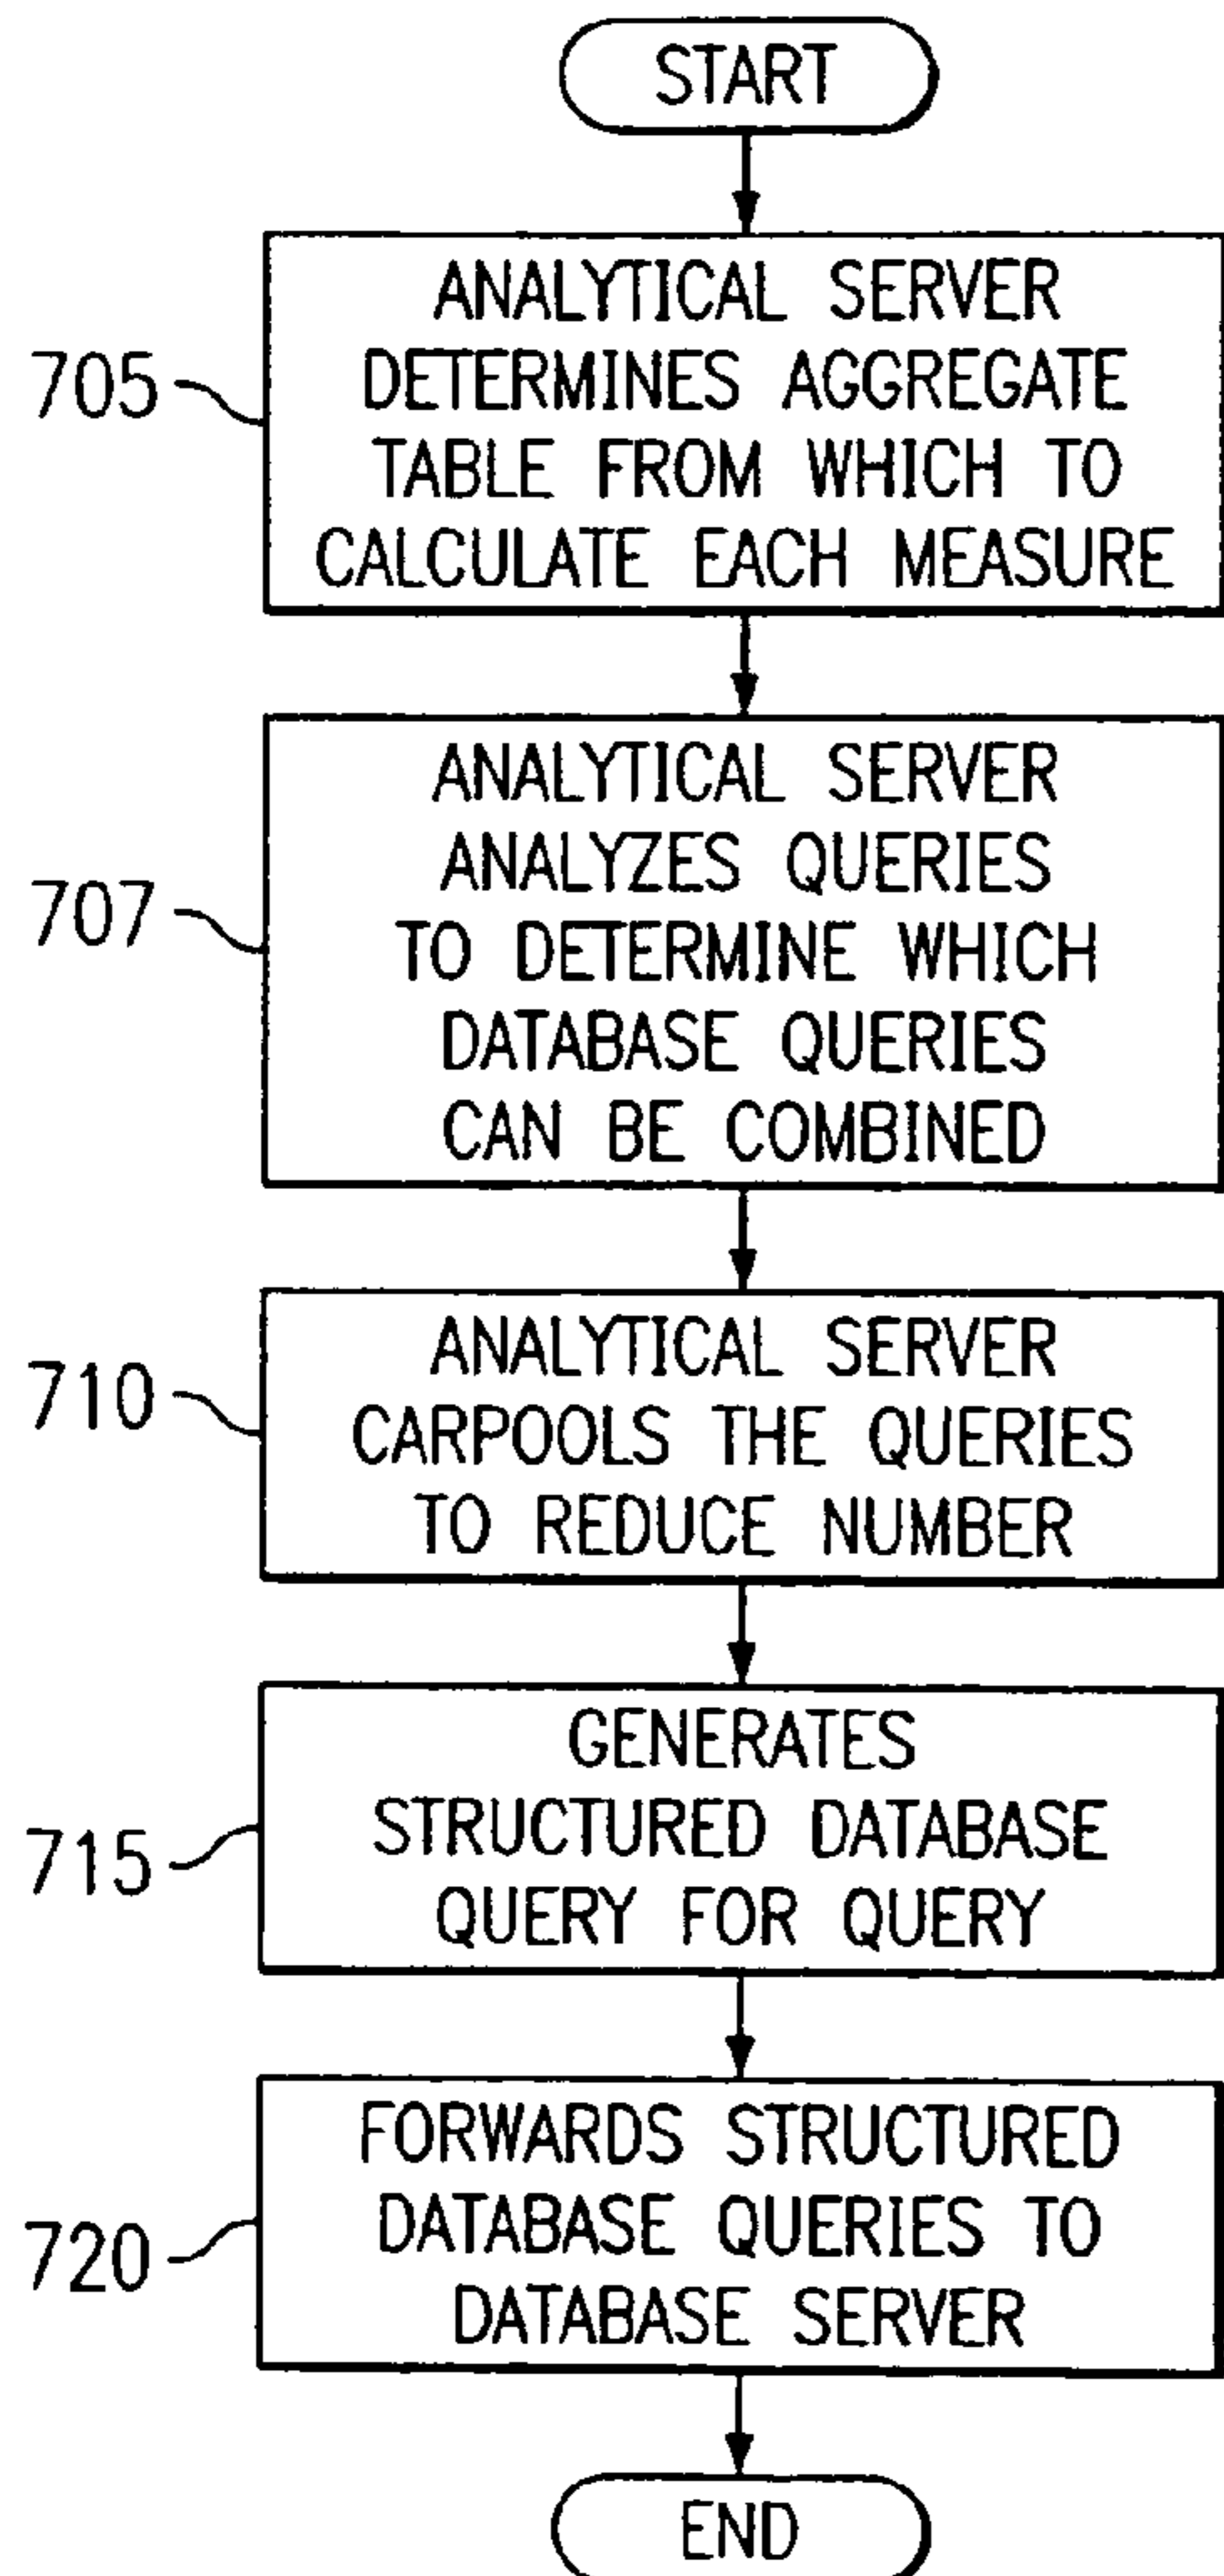 START
705
ANALYTICAL SERVER
DETERMINES AGGREGATE
TABLE FROM WHICH TO
CALCULATE EACH MEASURE
707
ANALYTICAL SERVER
ANALYZES QUERIES
TO DETERMINE WHICH
DATABASE QUERIES
CAN BE COMBINED
710
ANALYTICAL SERVER
CARPOOLS THE QUERIES
TO REDUCE NUMBER
715
GENERATES
STRUCTURED DATABASE
QUERY FOR QUERY
720
FORWARDS STRUCTURED
DATABASE QUERIES TO
DATABASE SERVER
END